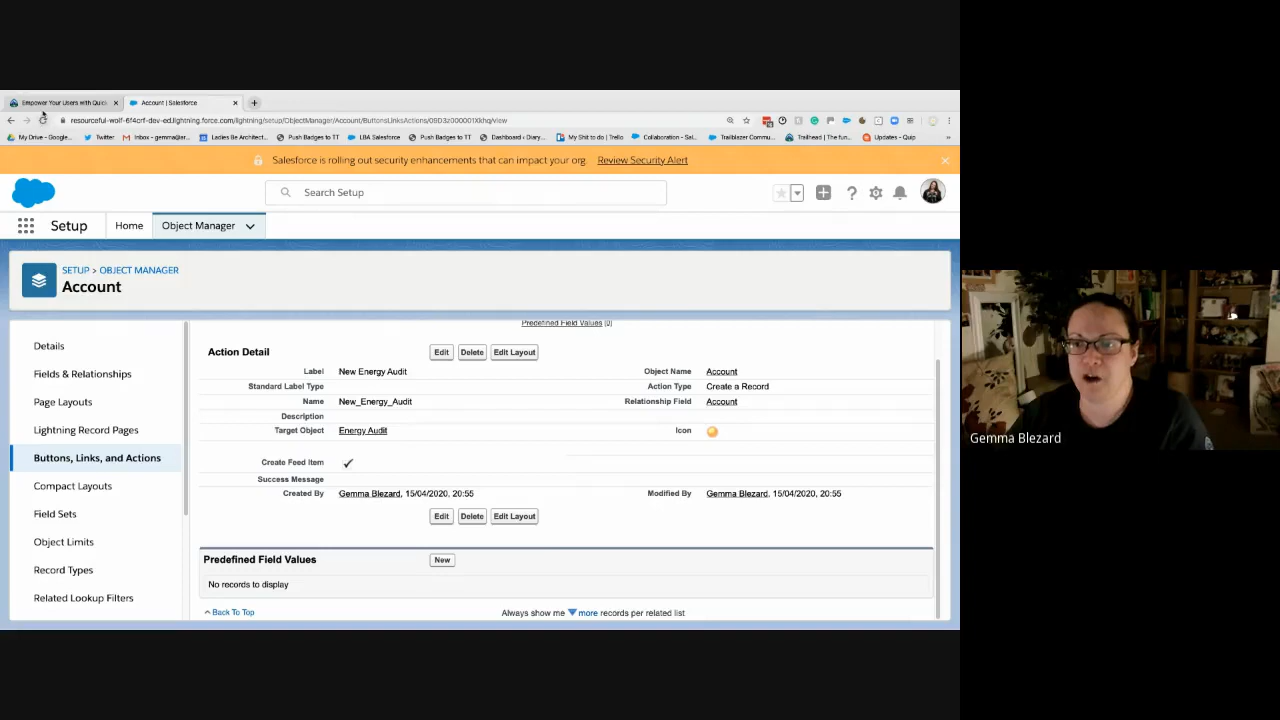 Empower Your Users with Quick
Account | Salesforce
resourceful-wolf-6f4crf-dev-ed.lightning.force.com/lightning/setup/ObjectManager/Account/ButtonsLinksActions/09D3z000001Xkhq/view
My Drive - Google...
Twitter
Inbox - gemma@ar...
Ladies Be Architect...
Push Badges to TT
LBA Salesforce
Push Badges to TT
Dashboard ‹ Diary...
My Shit to do | Trello
Collaboration - Sal...
Trailblazer Commu...
Trailhead | The fun...
Updates - Quip
Salesforce is rolling out security enhancements that can impact your org. Review Security Alert
Search Setup
Setup
Home
Object Manager
SETUP > OBJECT MANAGER
Account
Details
Fields & Relationships
Page Layouts
Lightning Record Pages
Buttons, Links, and Actions
Compact Layouts
Field Sets
Object Limits
Record Types
Related Lookup Filters
Predefined Field Values [0]
Action Detail
Edit Delete Edit Layout
Label New Energy Audit Object Name Account
Standard Label Type Action Type Create a Record
Name New_Energy_Audit Relationship Field Account
Description
Target Object Energy Audit Icon
Create Feed Item
Success Message
Created By Gemma Blezard, 15/04/2020, 20:55 Modified By Gemma Blezard, 15/04/2020, 20:55
Edit Delete Edit Layout
Predefined Field Values New
No records to display
Back To Top Always show me more records per related list
Gemma Blezard